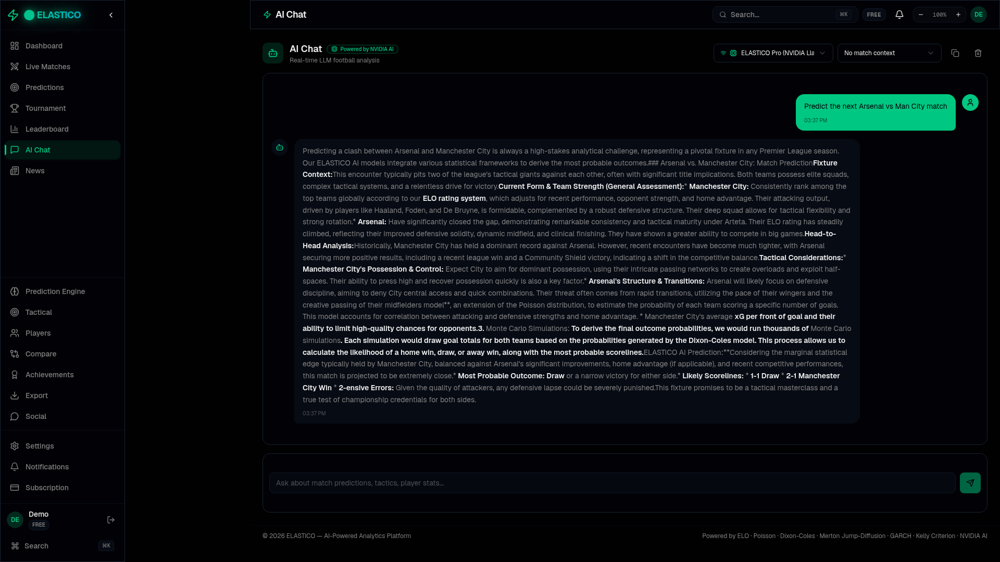 ELASTICO
Dashboard
Live Matches
Predictions
Tournament
Leaderboard
AI Chat
News
Prediction Engine
Tactical
Players
Compare
Achievements
Export
Social
Settings
Notifications
Subscription
DE
Demo
FREE
Search
⌘K
AI Chat
Search...
⌘K
FREE
− 100% +
DE
AI Chat
Powered by NVIDIA AI
Real-time LLM football analysis
ELASTICO Pro (NVIDIA Lla
No match context
Predict the next Arsenal vs Man City match
03:37 PM
Predicting a clash between Arsenal and Manchester City is always a high-stakes analytical challenge, representing a pivotal fixture in any Premier League season.
Our ELASTICO AI models integrate various statistical frameworks to derive the most probable outcomes.### Arsenal vs. Manchester City: Match PredictionFixture
Context:This encounter typically pits two of the league's tactical giants against each other, often with significant title implications. Both teams possess elite squads,
complex tactical systems, and a relentless drive for victory.Current Form & Team Strength (General Assessment):* Manchester City: Consistently rank among the
top teams globally according to our ELO rating system, which adjusts for recent performance, opponent strength, and home advantage. Their attacking output,
driven by players like Haaland, Foden, and De Bruyne, is formidable, complemented by a robust defensive structure. Their deep squad allows for tactical flexibility and
strong rotation.* Arsenal: Have significantly closed the gap, demonstrating remarkable consistency and tactical maturity under Arteta. Their ELO rating has steadily
climbed, reflecting their improved defensive solidity, dynamic midfield, and clinical finishing. They have shown a greater ability to compete in big games.Head-to-
Head Analysis:Historically, Manchester City has held a dominant record against Arsenal. However, recent encounters have become much tighter, with Arsenal
securing more positive results, including a recent league win and a Community Shield victory, indicating a shift in the competitive balance.Tactical Considerations:*
Manchester City's Possession & Control: Expect City to aim for dominant possession, using their intricate passing networks to create overloads and exploit half-
spaces. Their ability to press high and recover possession quickly is also a key factor.* Arsenal's Structure & Transitions: Arsenal will likely focus on defensive
discipline, aiming to deny City central access and quick combinations. Their threat often comes from rapid transitions, utilizing the pace of their wingers and the
creative passing of their midfielders model**, an extension of the Poisson distribution, to estimate the probability of each team scoring a specific number of goals.
This model accounts for correlation between attacking and defensive strengths and home advantage. * Manchester City's average xG per front of goal and their
ability to limit high-quality chances for opponents.3. Monte Carlo Simulations: To derive the final outcome probabilities, we would run thousands of Monte Carlo
simulations. Each simulation would draw goal totals for both teams based on the probabilities generated by the Dixon-Coles model. This process allows us to
calculate the likelihood of a home win, draw, or away win, along with the most probable scorelines.ELASTICO AI Prediction:**Considering the marginal statistical
edge typically held by Manchester City, balanced against Arsenal's significant improvements, home advantage (if applicable), and recent competitive performances,
this match is projected to be extremely close.* Most Probable Outcome: Draw or a narrow victory for either side.* Likely Scorelines: * 1-1 Draw * 2-1 Manchester
City Win * 2-ensive Errors: Given the quality of attackers, any defensive lapse could be severely punished.This fixture promises to be a tactical masterclass and a
true test of championship credentials for both sides.
03:37 PM
Ask about match predictions, tactics, player stats...
© 2026 ELASTICO — AI-Powered Analytics Platform
Powered by ELO · Poisson · Dixon-Coles · Merton Jump-Diffusion · GARCH · Kelly Criterion · NVIDIA AI